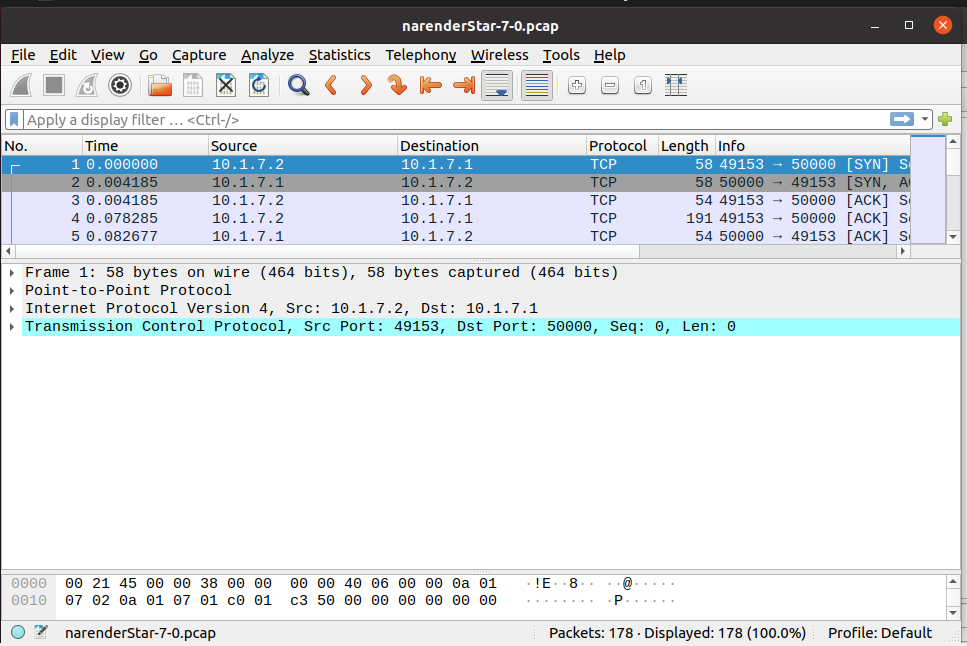 narenderStar-7-0.pcap
File Edit View Go Capture Analyze Statistics Telephony Wireless Tools Help
Apply a display filter … <Ctrl-/>
No. Time Source Destination Protocol Length Info
1 0.000000 10.1.7.2 10.1.7.1 TCP 58 49153 → 50000 [SYN] S
2 0.004185 10.1.7.1 10.1.7.2 TCP 58 50000 → 49153 [SYN, A
3 0.004185 10.1.7.2 10.1.7.1 TCP 54 49153 → 50000 [ACK] S
4 0.078285 10.1.7.2 10.1.7.1 TCP 191 49153 → 50000 [ACK] S
5 0.082677 10.1.7.1 10.1.7.2 TCP 54 50000 → 49153 [ACK] S
Frame 1: 58 bytes on wire (464 bits), 58 bytes captured (464 bits)
Point-to-Point Protocol
Internet Protocol Version 4, Src: 10.1.7.2, Dst: 10.1.7.1
Transmission Control Protocol, Src Port: 49153, Dst Port: 50000, Seq: 0, Len: 0
0000 00 21 45 00 00 38 00 00 00 00 40 06 00 00 0a 01 ·!E··8·· ··@·····
0010 07 02 0a 01 07 01 c0 01 c3 50 00 00 00 00 00 00 ········ ·P······
narenderStar-7-0.pcap Packets: 178 · Displayed: 178 (100.0%) Profile: Default